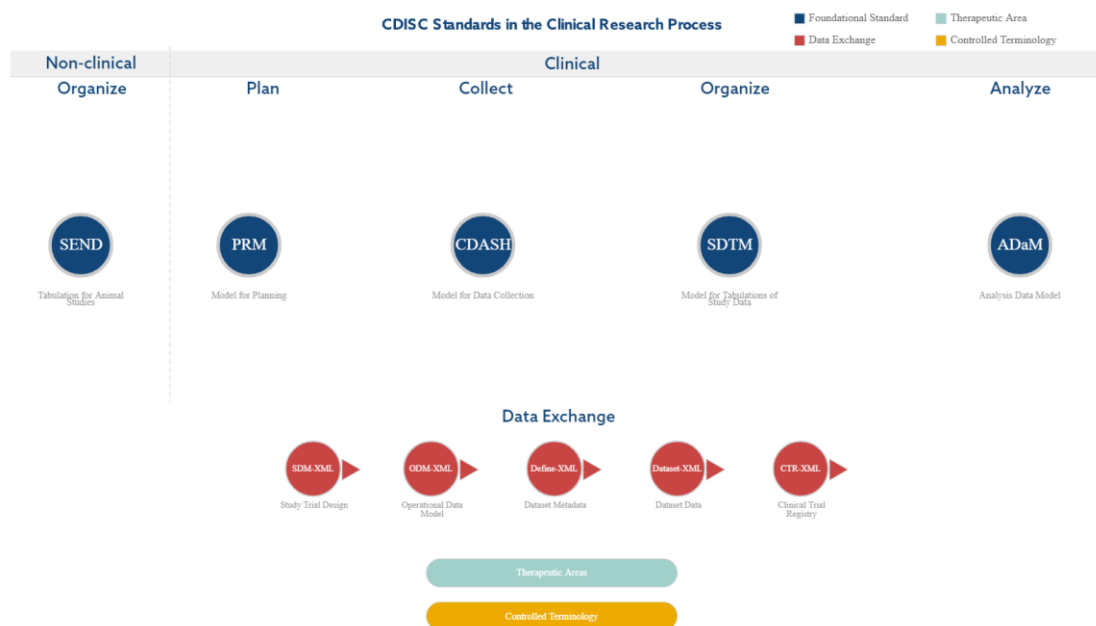 CDISC Standards in the Clinical Research Process
Foundational Standard
Therapeutic Area
Data Exchange
Controlled Terminology
Non-clinical
Clinical
Organize
Plan
Collect
Organize
Analyze
SEND
PRM
CDASH
SDTM
ADaM
Tabulation for Animal
Studies
Model for Planning
Model for Data Collection
Model for Tabulations of
Study Data
Analysis Data Model
Data Exchange
SDM-XML
ODM-XML
Define-XML
Dataset-XML
CTR-XML
Study Trial Design
Operational Data
Model
Dataset Metadata
Dataset Data
Clinical Trial
Registry
Therapeutic Areas
Controlled Terminology